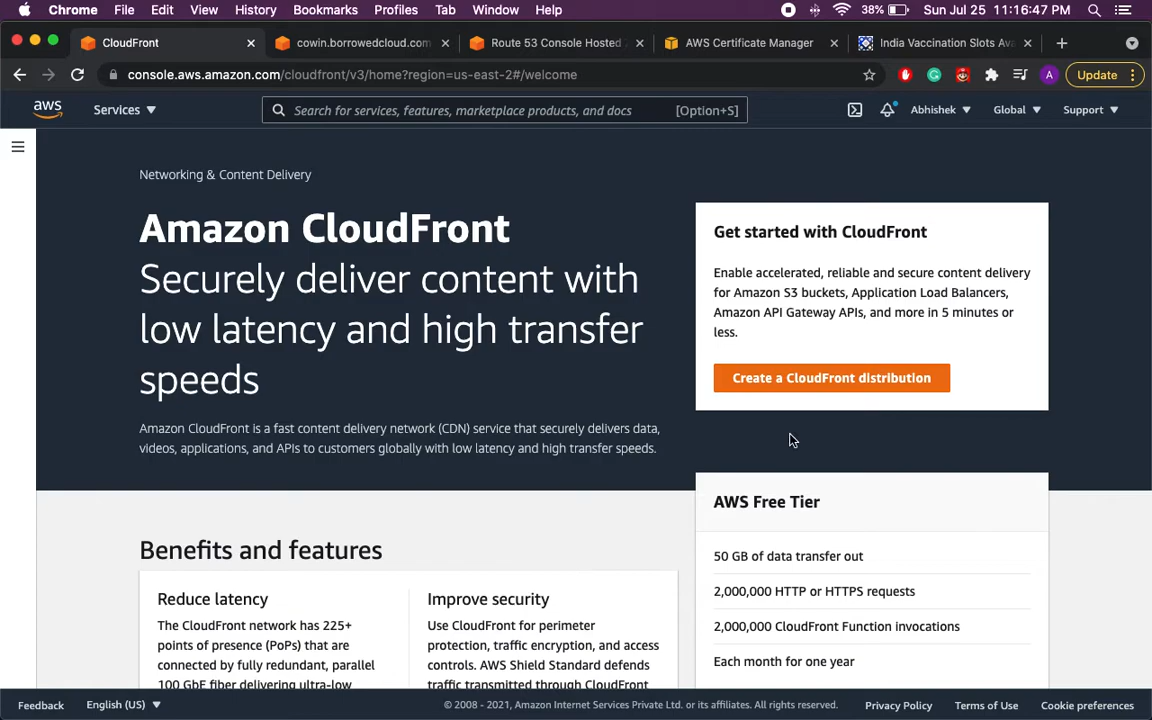 Chrome File Edit View History Bookmarks Profiles Tab Window Help 38% Sun Jul 25 11:16:47 PM
CloudFront cowin.borrowedcloud.com Route 53 Console Hosted AWS Certificate Manager India Vaccination Slots Ava
console.aws.amazon.com/cloudfront/v3/home?region=us-east-2#/welcome A Update
aws Services Search for services, features, marketplace products, and docs [Option+S] Abhishek Global Support
Networking & Content Delivery
Amazon CloudFront
Securely deliver content with
low latency and high transfer
speeds
Amazon CloudFront is a fast content delivery network (CDN) service that securely delivers data,
videos, applications, and APIs to customers globally with low latency and high transfer speeds.
Get started with CloudFront
Enable accelerated, reliable and secure content delivery
for Amazon S3 buckets, Application Load Balancers,
Amazon API Gateway APIs, and more in 5 minutes or
less.
Create a CloudFront distribution
AWS Free Tier
50 GB of data transfer out
2,000,000 HTTP or HTTPS requests
2,000,000 CloudFront Function invocations
Each month for one year
Benefits and features
Reduce latency
The CloudFront network has 225+
points of presence (PoPs) that are
connected by fully redundant, parallel
100 GbE fiber delivering ultra-low
Improve security
Use CloudFront for perimeter
protection, traffic encryption, and access
controls. AWS Shield Standard defends
traffic transmitted through CloudFront
Feedback English (US) © 2008 - 2021, Amazon Internet Services Private Ltd. or its affiliates. All rights reserved. Privacy Policy Terms of Use Cookie preferences